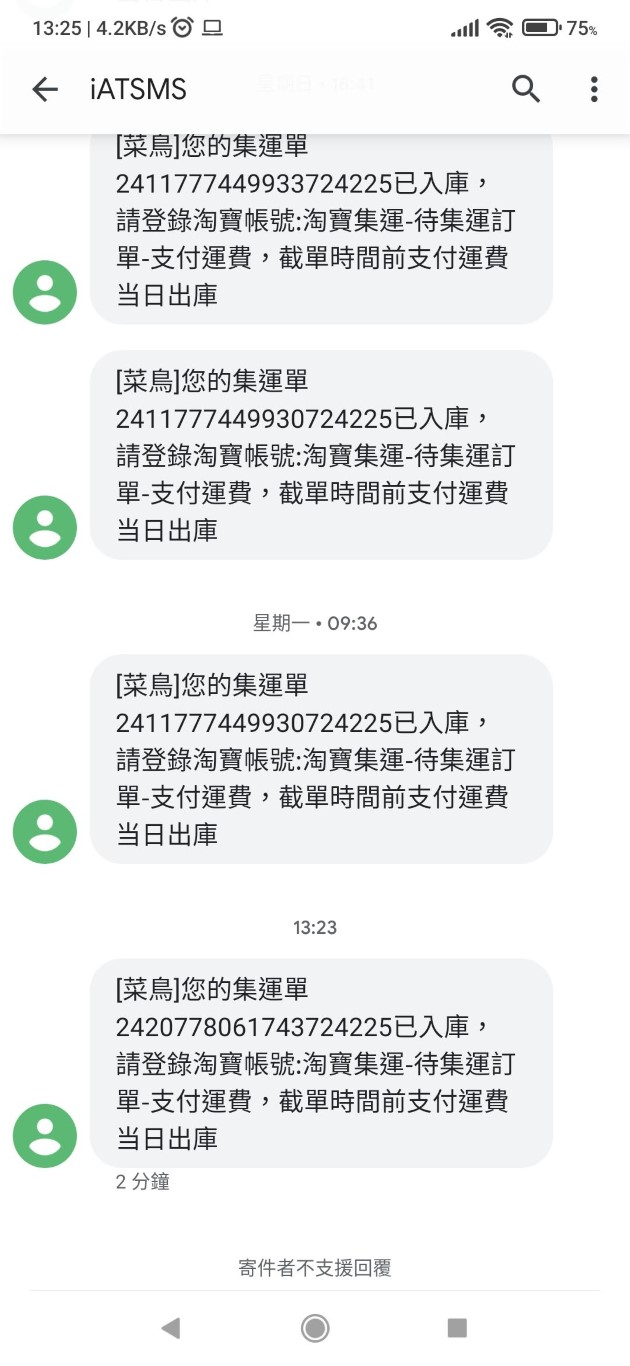 13:25 | 4.2KB/s
75%
iATSMS
[菜鳥]您的集運單
2411777449933724225已入庫，
請登錄淘寶帳號:淘寶集運-待集運訂
單-支付運費，截單時間前支付運費
当日出庫
[菜鳥]您的集運單
2411777449930724225已入庫，
請登錄淘寶帳號:淘寶集運-待集運訂
單-支付運費，截單時間前支付運費
当日出庫
星期一 • 09:36
[菜鳥]您的集運單
2411777449930724225已入庫，
請登錄淘寶帳號:淘寶集運-待集運訂
單-支付運費，截單時間前支付運費
当日出庫
13:23
[菜鳥]您的集運單
2420778061743724225已入庫，
請登錄淘寶帳號:淘寶集運-待集運訂
單-支付運費，截單時間前支付運費
当日出庫
2 分鐘
寄件者不支援回覆